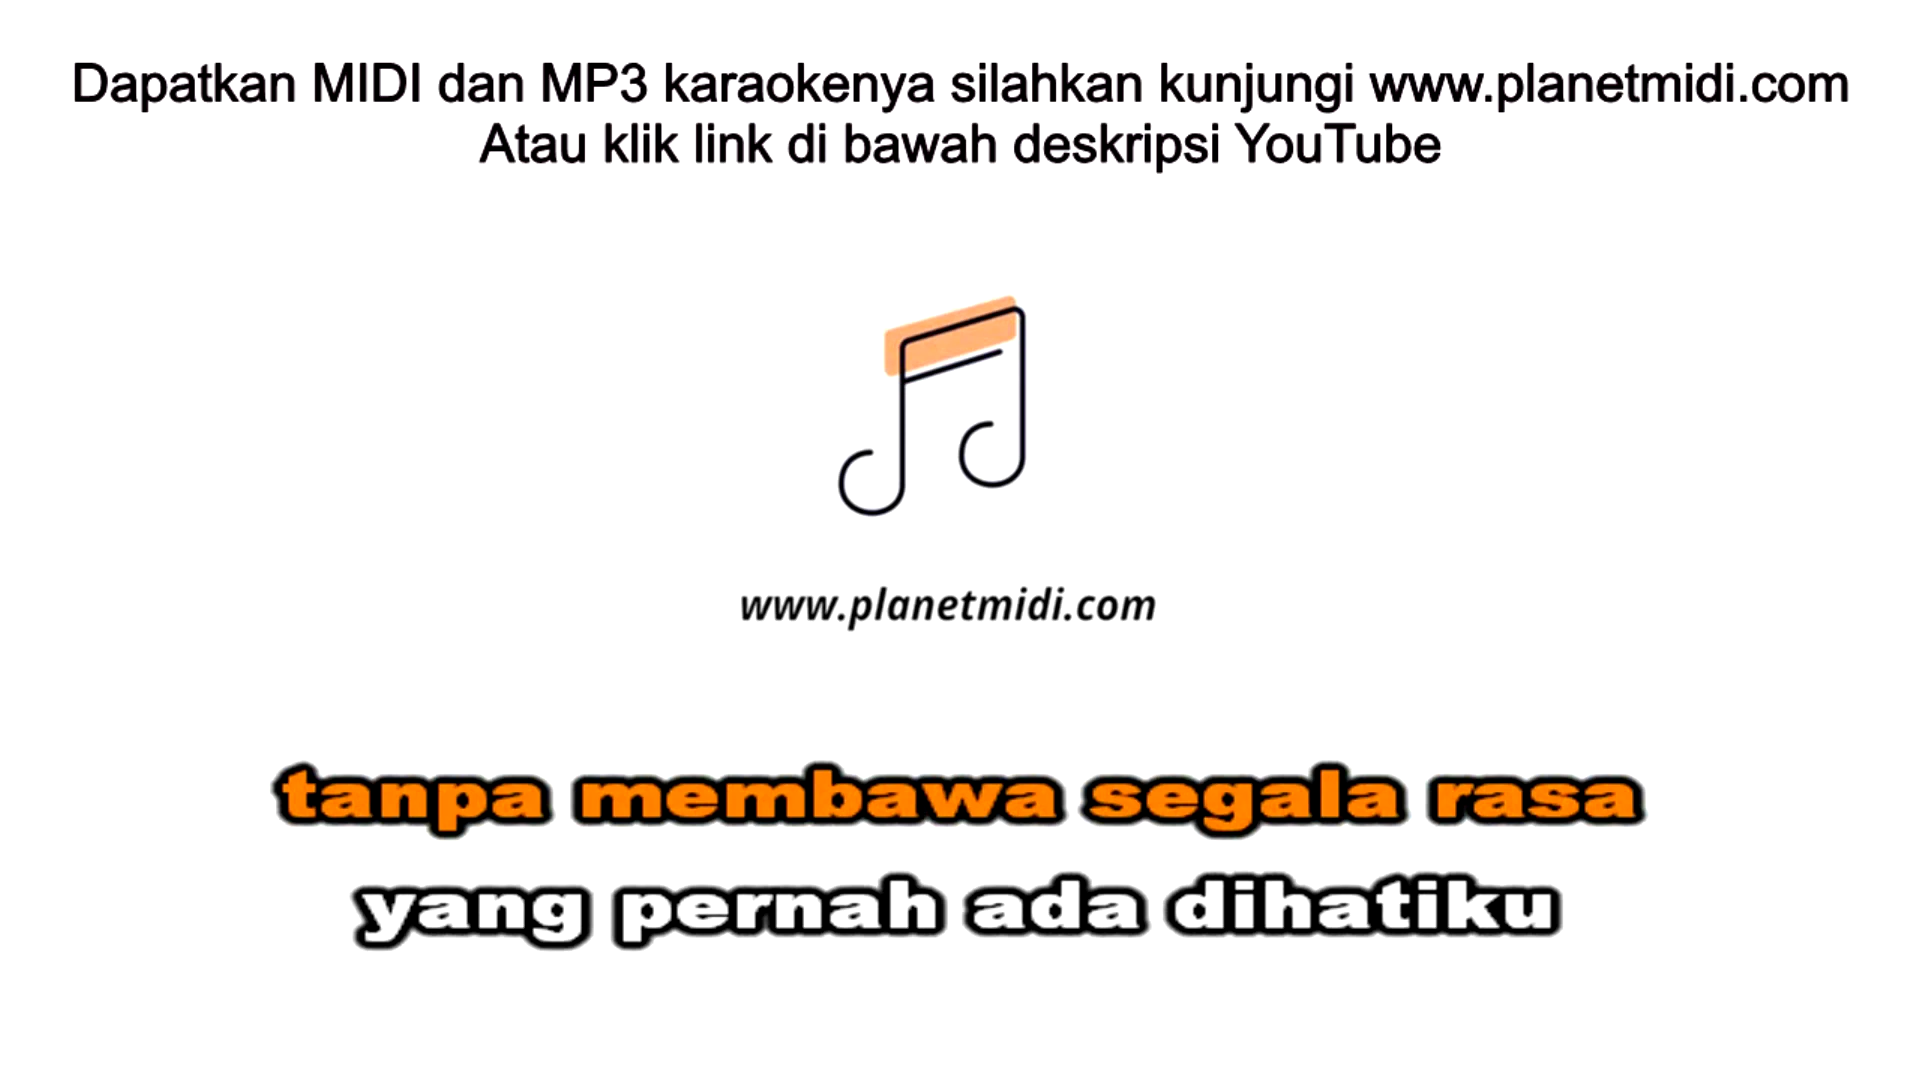 Dapatkan MIDI dan MP3 karaokenya silahkan kunjungi www.planetmidi.com
Atau klik link di bawah deskripsi YouTube
www.planetmidi.com
tanpa membawa segala rasa
yang pernah ada dihatiku